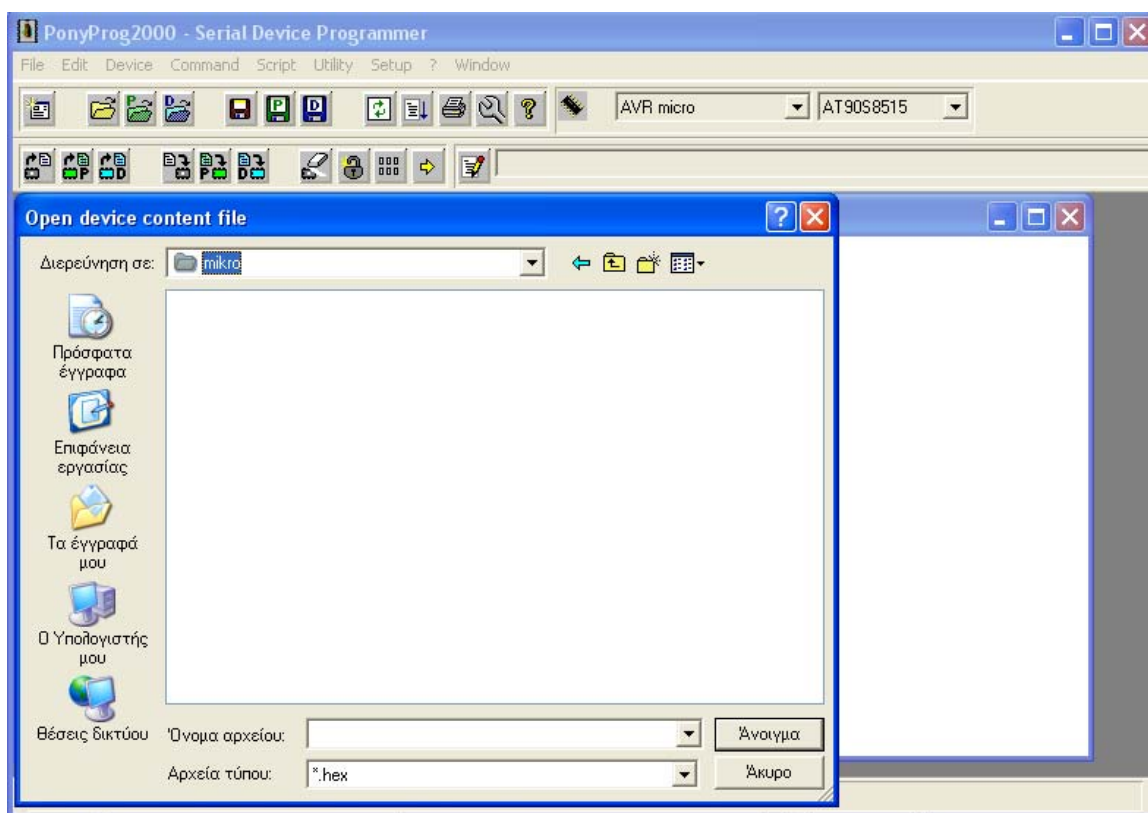 PonyProg2000 - Serial Device Programmer
File Edit Device Command Script Utility Setup ? Window
AVR micro AT90S8515
Open device content file
Διερεύνηση σε: mikro
Πρόσφατα
έγγραφα
Επιφάνεια
εργασίας
Τα έγγραφά
μου
Ο Υπολογιστής
μου
Θέσεις δικτύου
Όνομα αρχείου:
Άνοιγμα
Αρχεία τύπου: *.hex
Άκυρο